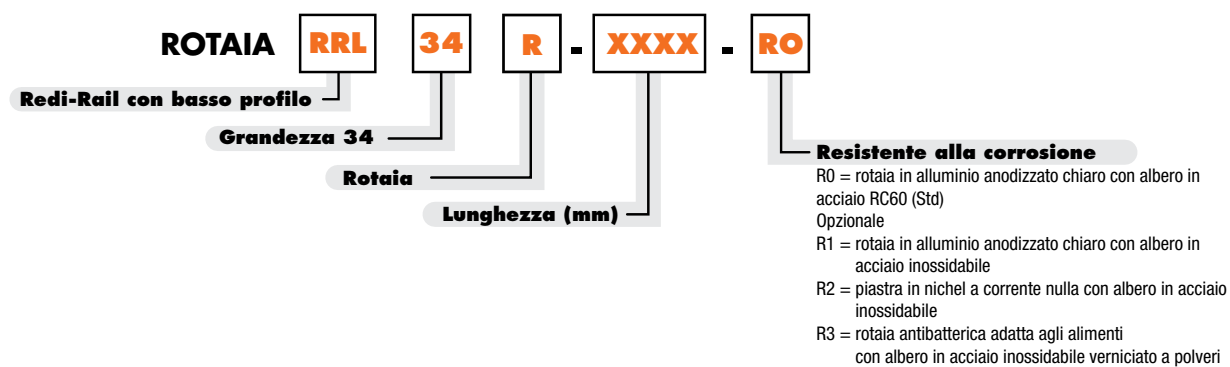 ROTAIA RRL 34 R - XXXX - RO
Redi-Rail con basso profilo
Grandezza 34
Rotaia
Lunghezza (mm)
Resistente alla corrosione
R0 = rotaia in alluminio anodizzato chiaro con albero in
acciaio RC60 (Std)
Opzionale
R1 = rotaia in alluminio anodizzato chiaro con albero in
acciaio inossidabile
R2 = piastra in nichel a corrente nulla con albero in acciaio
inossidabile
R3 = rotaia antibatterica adatta agli alimenti
con albero in acciaio inossidabile verniciato a polveri